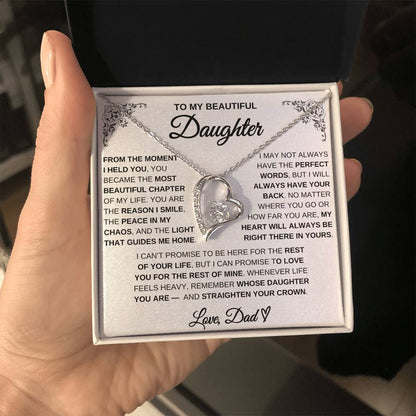 TO MY BEAUTIFUL
Daughter
FROM THE MOMENT
I HELD YOU, YOU
BECAME THE MOST
BEAUTIFUL CHAPTER
OF MY LIFE. YOU ARE
THE REASON I SMILE,
THE PEACE IN MY
CHAOS, AND THE LIGHT
THAT GUIDES ME HOME.
I MAY NOT ALWAYS
HAVE THE PERFECT
WORDS, BUT I WILL
ALWAYS HAVE YOUR
BACK. NO MATTER
WHERE YOU GO OR
HOW FAR YOU ARE, MY
HEART WILL ALWAYS BE
RIGHT THERE IN YOURS.
I CAN'T PROMISE TO BE HERE FOR THE REST
OF YOUR LIFE, BUT I CAN PROMISE TO LOVE
YOU FOR THE REST OF MINE. WHENEVER LIFE
FEELS HEAVY, REMEMBER WHOSE DAUGHTER
YOU ARE — AND STRAIGHTEN YOUR CROWN.
Love, Dad ♡